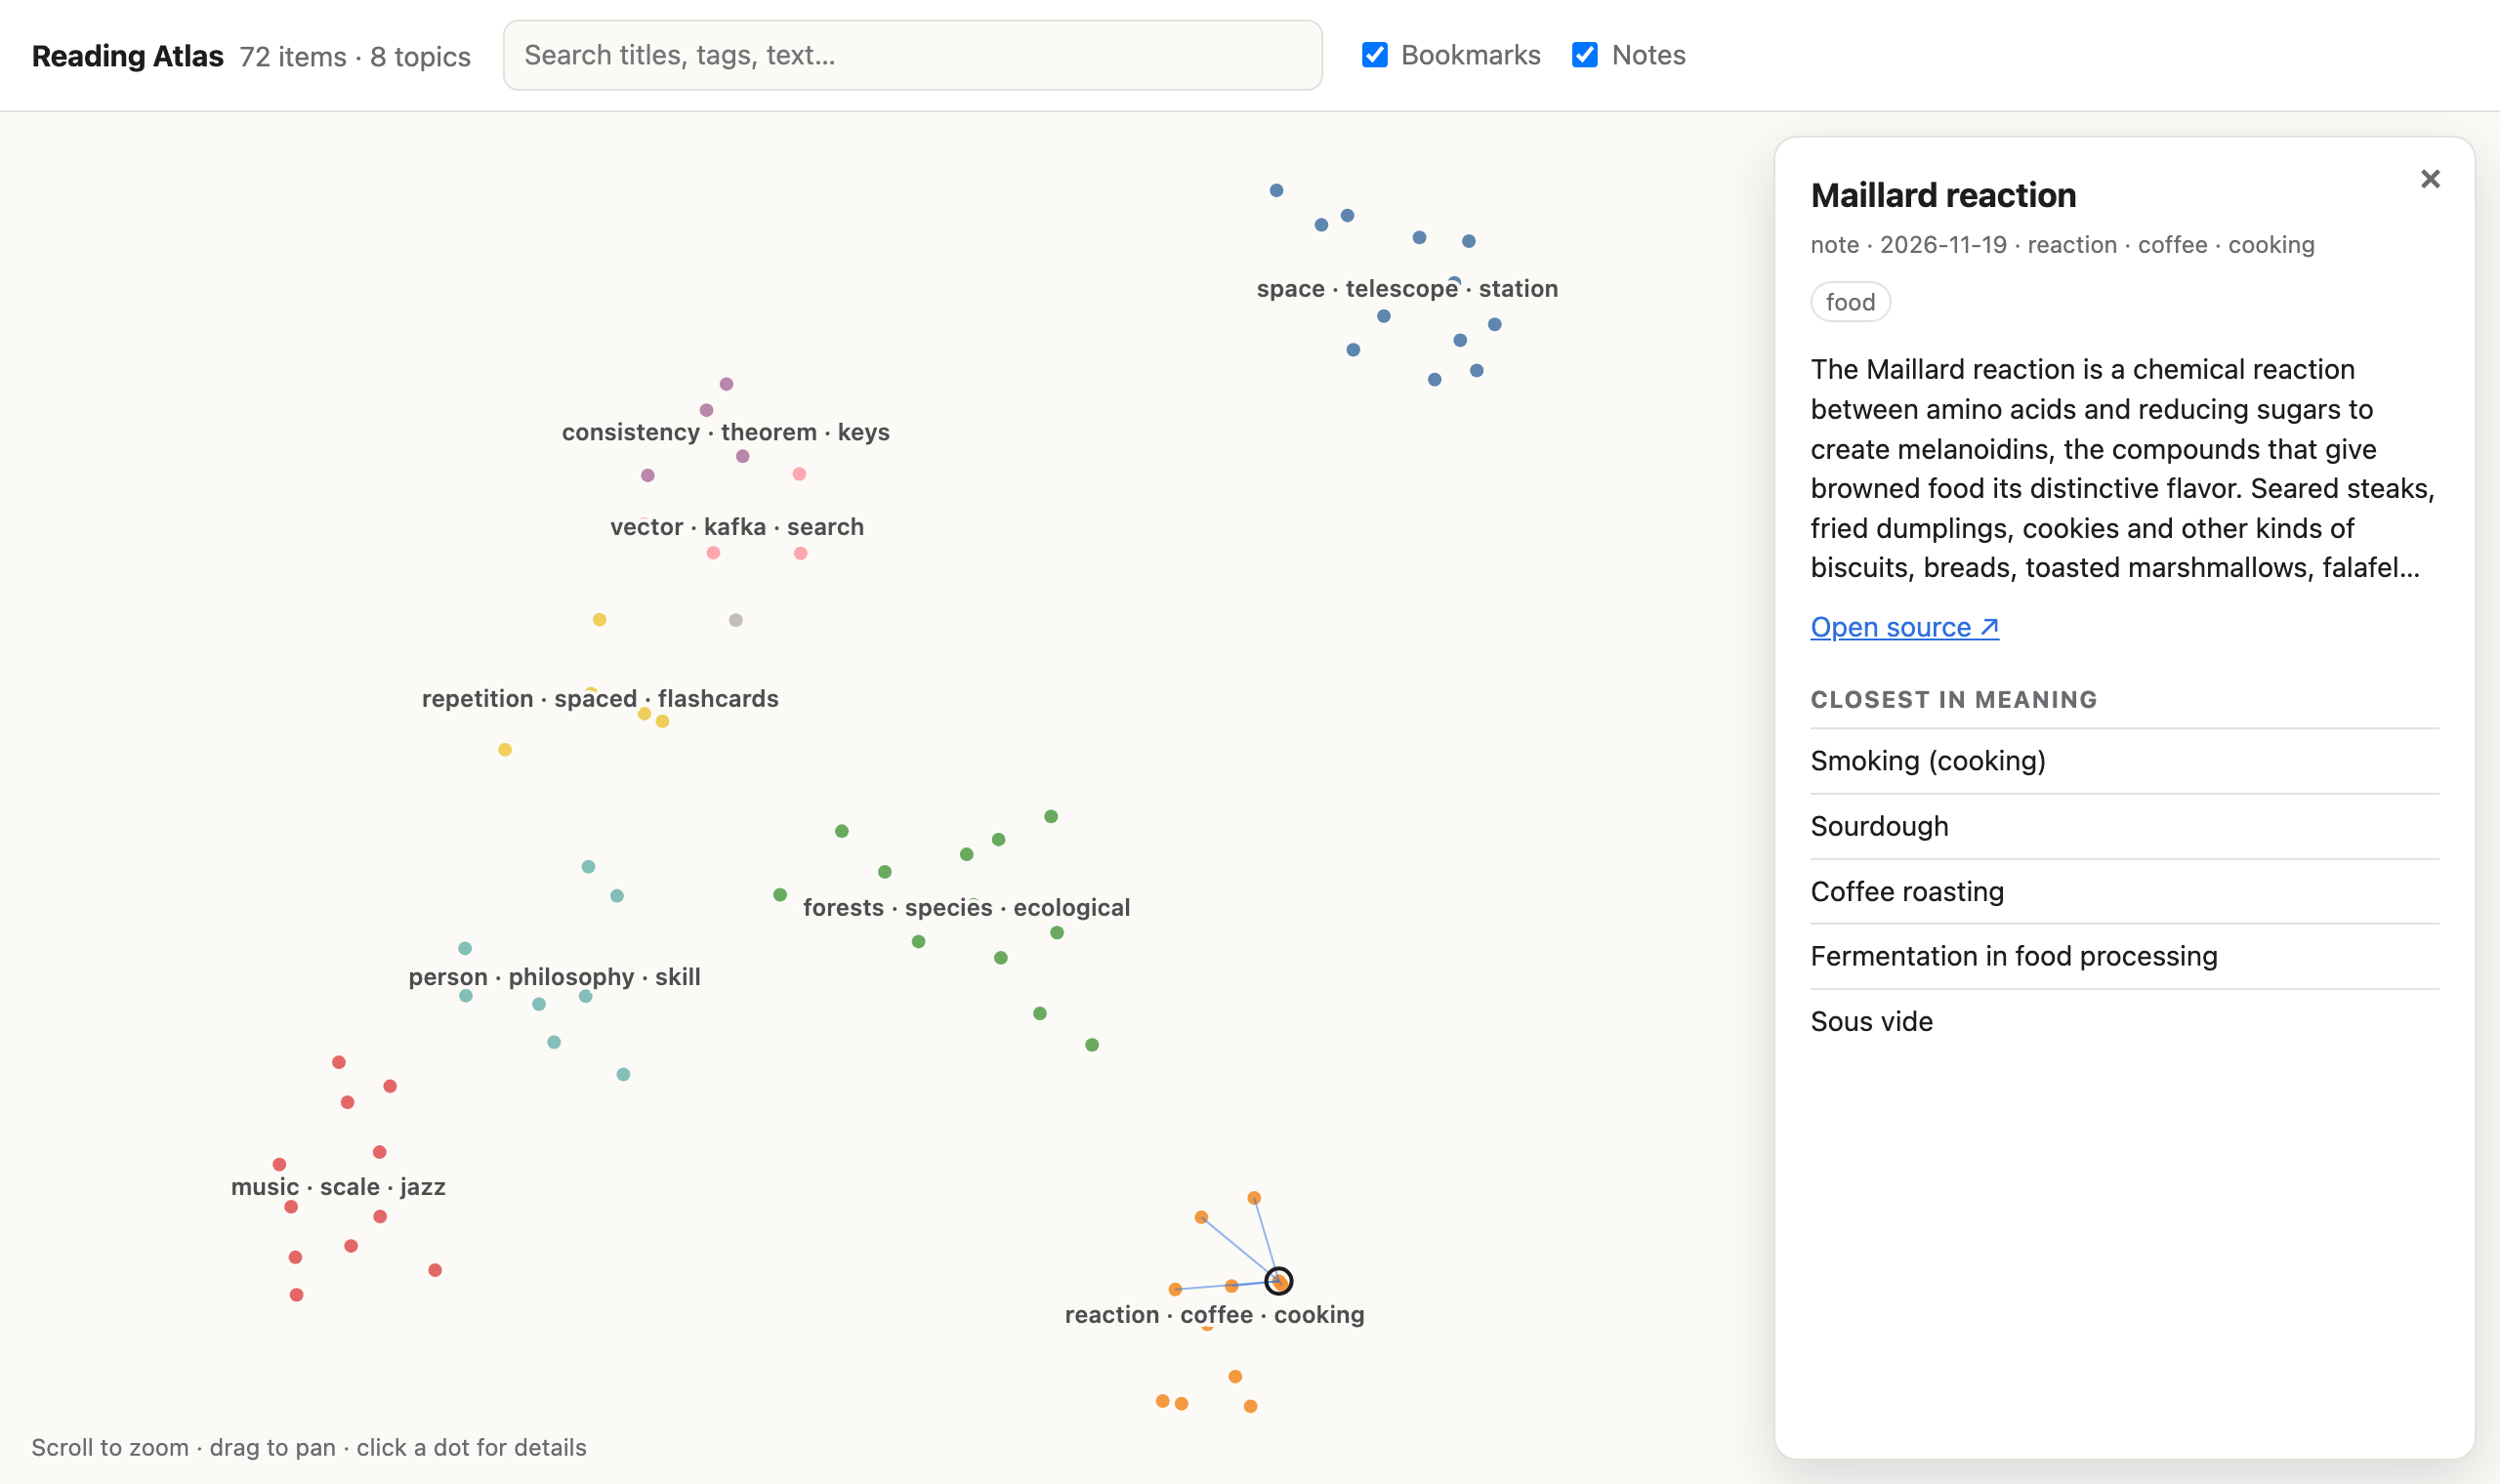 Reading Atlas 72 items · 8 topics
Search titles, tags, text...
Bookmarks
Notes
space · telescope · station
consistency · theorem · keys
vector · kafka · search
repetition · spaced · flashcards
forests · species · ecological
person · philosophy · skill
music · scale · jazz
reaction · coffee · cooking
Scroll to zoom · drag to pan · click a dot for details
×
Maillard reaction
note · 2026-11-19 · reaction · coffee · cooking
food
The Maillard reaction is a chemical reaction
between amino acids and reducing sugars to
create melanoidins, the compounds that give
browned food its distinctive flavor. Seared steaks,
fried dumplings, cookies and other kinds of
biscuits, breads, toasted marshmallows, falafel...
Open source ↗
CLOSEST IN MEANING
Smoking (cooking)
Sourdough
Coffee roasting
Fermentation in food processing
Sous vide